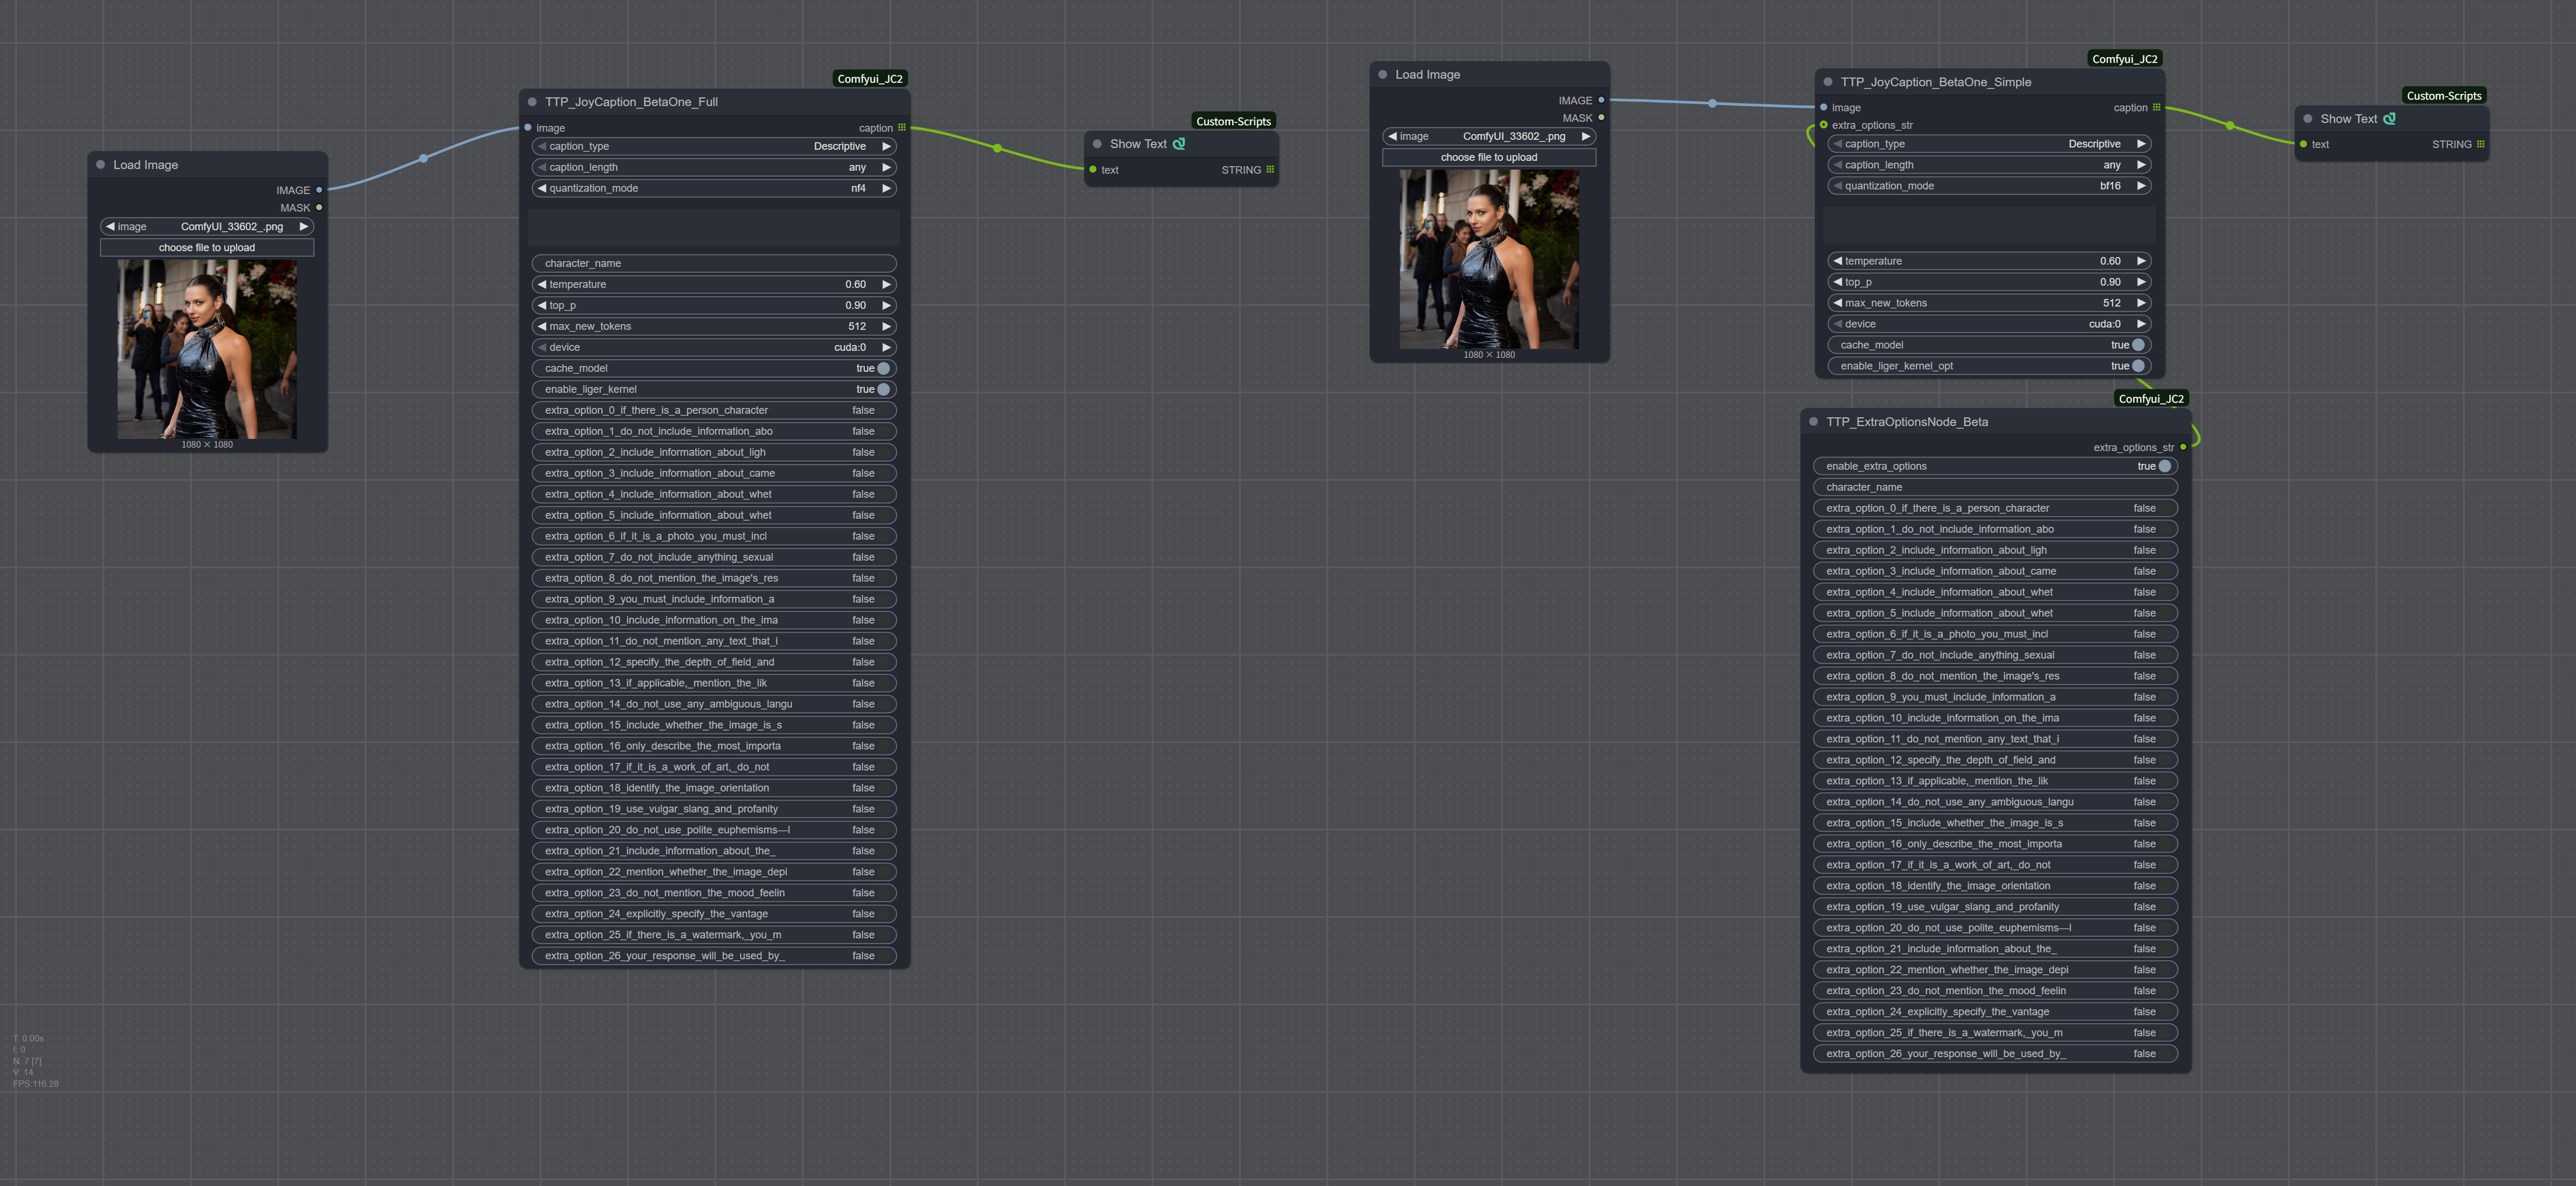 Load Image
IMAGE
MASK
image ComfyUI_33602_.png
choose file to upload
1080 × 1080
Comfyui_JC2
TTP_JoyCaption_BetaOne_Full
image caption
caption_type Descriptive
caption_length any
quantization_mode nf4
character_name
temperature 0.60
top_p 0.90
max_new_tokens 512
device cuda:0
cache_model true
enable_liger_kernel true
extra_option_0_if_there_is_a_person_character false
extra_option_1_do_not_include_information_abo false
extra_option_2_include_information_about_ligh false
extra_option_3_include_information_about_came false
extra_option_4_include_information_about_whet false
extra_option_5_include_information_about_whet false
extra_option_6_if_it_is_a_photo_you_must_incl false
extra_option_7_do_not_include_anything_sexual false
extra_option_8_do_not_mention_the_image's_res false
extra_option_9_you_must_include_information_a false
extra_option_10_include_information_on_the_ima false
extra_option_11_do_not_mention_any_text_that_i false
extra_option_12_specify_the_depth_of_field_and false
extra_option_13_if_applicable,_mention_the_lik false
extra_option_14_do_not_use_any_ambiguous_langu false
extra_option_15_include_whether_the_image_is_s false
extra_option_16_only_describe_the_most_importa false
extra_option_17_if_it_is_a_work_of_art,_do_not false
extra_option_18_identify_the_image_orientation false
extra_option_19_use_vulgar_slang_and_profanity false
extra_option_20_do_not_use_polite_euphemisms—l false
extra_option_21_include_information_about_the_ false
extra_option_22_mention_whether_the_image_depi false
extra_option_23_do_not_mention_the_mood_feelin false
extra_option_24_explicitly_specify_the_vantage false
extra_option_25_if_there_is_a_watermark,_you_m false
extra_option_26_your_response_will_be_used_by_ false
Custom-Scripts
Show Text
text STRING
Load Image
IMAGE
MASK
image ComfyUI_33602_.png
choose file to upload
1080 × 1080
Comfyui_JC2
TTP_JoyCaption_BetaOne_Simple
image caption
extra_options_str
caption_type Descriptive
caption_length any
quantization_mode bf16
temperature 0.60
top_p 0.90
max_new_tokens 512
device cuda:0
cache_model true
enable_liger_kernel_opt true
Comfyui_JC2
TTP_ExtraOptionsNode_Beta
extra_options_str
enable_extra_options true
character_name
extra_option_0_if_there_is_a_person_character false
extra_option_1_do_not_include_information_abo false
extra_option_2_include_information_about_ligh false
extra_option_3_include_information_about_came false
extra_option_4_include_information_about_whet false
extra_option_5_include_information_about_whet false
extra_option_6_if_it_is_a_photo_you_must_incl false
extra_option_7_do_not_include_anything_sexual false
extra_option_8_do_not_mention_the_image's_res false
extra_option_9_you_must_include_information_a false
extra_option_10_include_information_on_the_ima false
extra_option_11_do_not_mention_any_text_that_i false
extra_option_12_specify_the_depth_of_field_and false
extra_option_13_if_applicable,_mention_the_lik false
extra_option_14_do_not_use_any_ambiguous_langu false
extra_option_15_include_whether_the_image_is_s false
extra_option_16_only_describe_the_most_importa false
extra_option_17_if_it_is_a_work_of_art,_do_not false
extra_option_18_identify_the_image_orientation false
extra_option_19_use_vulgar_slang_and_profanity false
extra_option_20_do_not_use_polite_euphemisms—l false
extra_option_21_include_information_about_the_ false
extra_option_22_mention_whether_the_image_depi false
extra_option_23_do_not_mention_the_mood_feelin false
extra_option_24_explicitly_specify_the_vantage false
extra_option_25_if_there_is_a_watermark,_you_m false
extra_option_26_your_response_will_be_used_by_ false
Custom-Scripts
Show Text
text STRING
T: 0.00s
I: 0
N: 7 [7]
V: 14
FPS:116.28